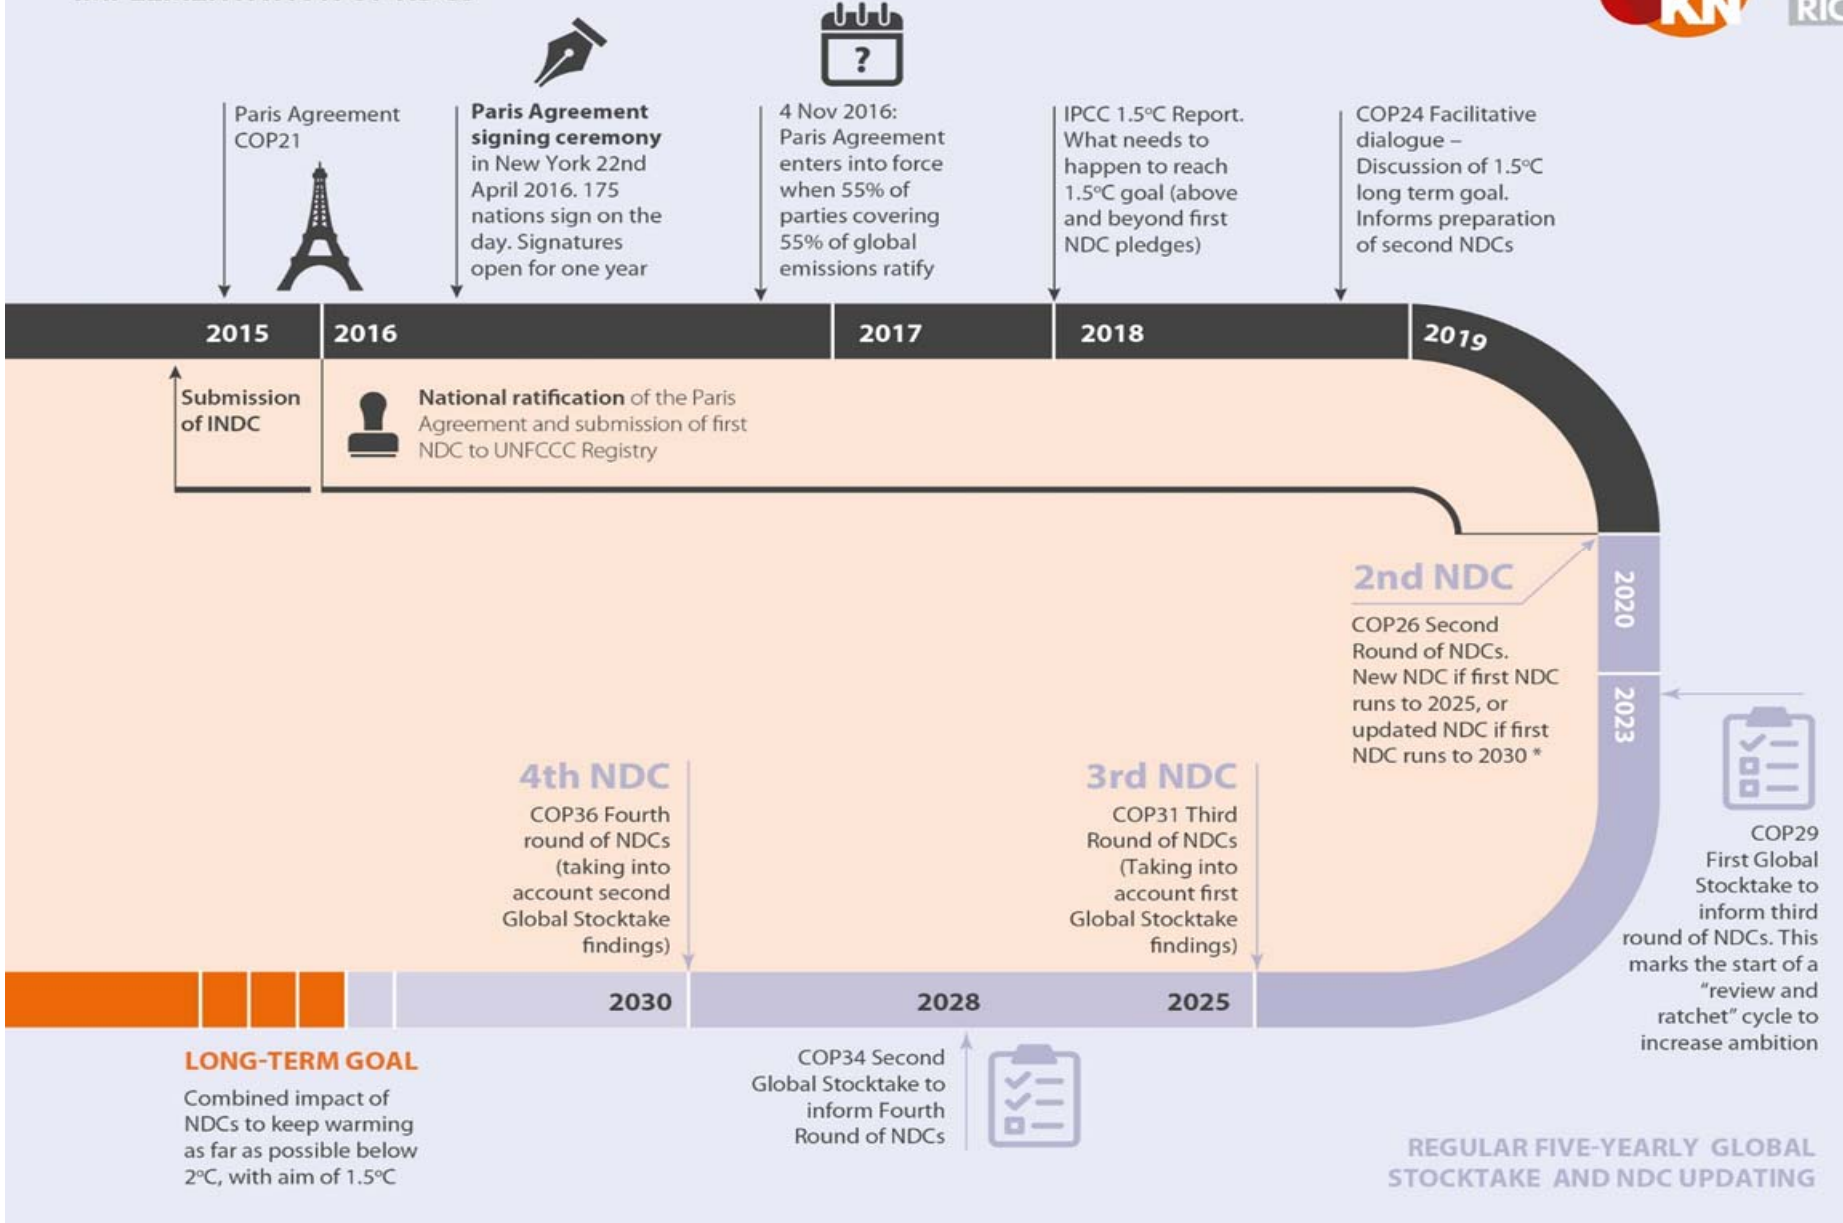 KN
RIC
?
Paris Agreement
COP21
Paris Agreement
signing ceremony
in New York 22nd
April 2016. 175
nations sign on the
day. Signatures
open for one year
4 Nov 2016:
Paris Agreement
enters into force
when 55% of
parties covering
55% of global
emissions ratify
IPCC 1.5ºC Report.
What needs to
happen to reach
1.5ºC goal (above
and beyond first
NDC pledges)
COP24 Facilitative
dialogue –
Discussion of 1.5ºC
long term goal.
Informs preparation
of second NDCs
2015
2016
2017
2018
2019
Submission
of INDC
National ratification of the Paris
Agreement and submission of first
NDC to UNFCCC Registry
2nd NDC
COP26 Second
Round of NDCs.
New NDC if first NDC
runs to 2025, or
updated NDC if first
NDC runs to 2030 *
2020
2023
COP29
First Global
Stocktake to
inform third
round of NDCs. This
marks the start of a
“review and
ratchet” cycle to
increase ambition
4th NDC
COP36 Fourth
round of NDCs
(taking into
account second
Global Stocktake
findings)
3rd NDC
COP31 Third
Round of NDCs
(Taking into
account first
Global Stocktake
findings)
2030
2028
2025
LONG-TERM GOAL
Combined impact of
NDCs to keep warming
as far as possible below
2ºC, with aim of 1.5ºC
COP34 Second
Global Stocktake to
inform Fourth
Round of NDCs
REGULAR FIVE-YEARLY GLOBAL
STOCKTAKE AND NDC UPDATING